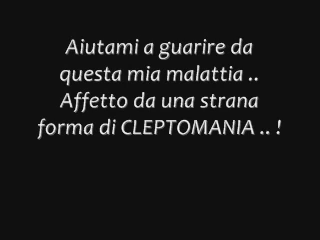 Aiutami a guarire da
questa mia malattia ..
Affetto da una strana
forma di CLEPTOMANIA .. !